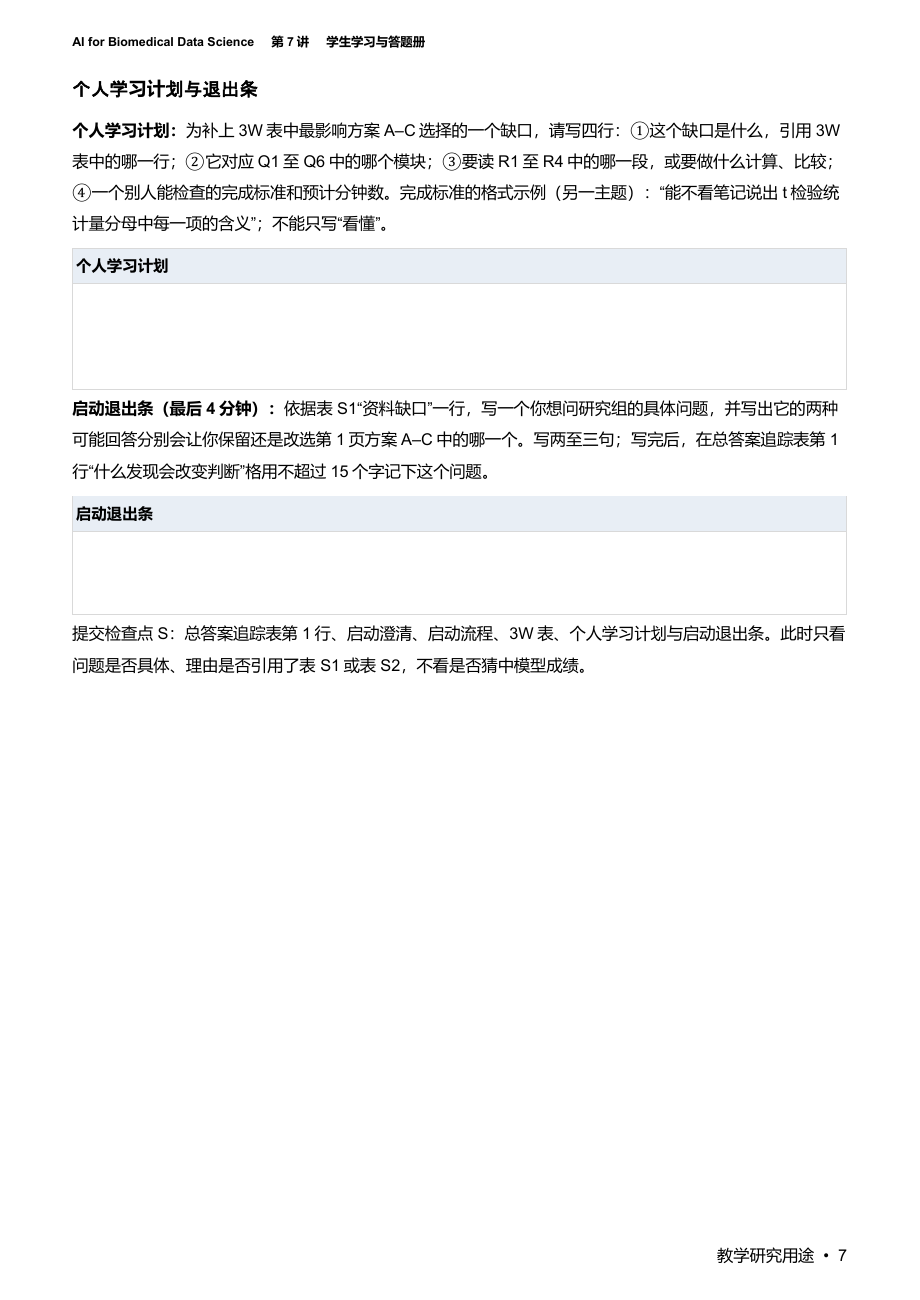 AI for Biomedical Data Science 第 7 讲 学生学习与答题册
个人学习计划与退出条
个人学习计划：为补上 3W 表中最影响方案 A–C 选择的一个缺口，请写四行：①这个缺口是什么，引用 3W
表中的哪一行；②它对应 Q1 至 Q6 中的哪个模块；③要读 R1 至 R4 中的哪一段，或要做什么计算、比较；
④一个别人能检查的完成标准和预计分钟数。完成标准的格式示例（另一主题）：“能不看笔记说出 t 检验统
计量分母中每一项的含义”；不能只写“看懂”。
个人学习计划
启动退出条（最后 4 分钟）：依据表 S1“资料缺口”一行，写一个你想问研究组的具体问题，并写出它的两种
可能回答分别会让你保留还是改选第 1 页方案 A–C 中的哪一个。写两至三句；写完后，在总答案追踪表第 1
行“什么发现会改变判断”格用不超过 15 个字记下这个问题。
启动退出条
提交检查点 S：总答案追踪表第 1 行、启动澄清、启动流程、3W 表、个人学习计划与启动退出条。此时只看
问题是否具体、理由是否引用了表 S1 或表 S2，不看是否猜中模型成绩。
教学研究用途 • 7